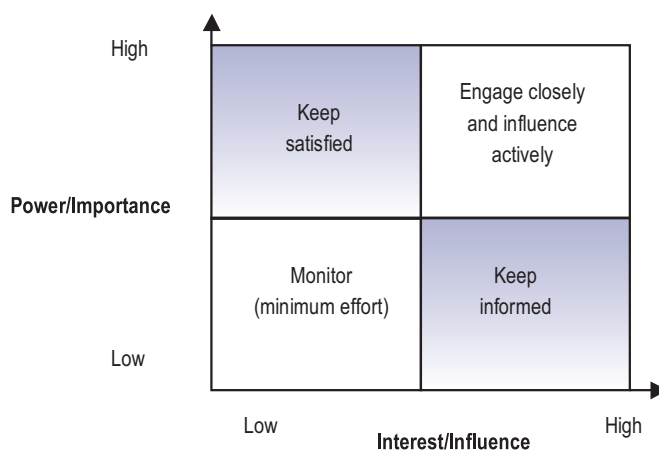 High
Keep
satisfied
Engage closely
and influence
actively
Power/Importance
Monitor
(minimum effort)
Keep
informed
Low
Low
High
Interest/Influence